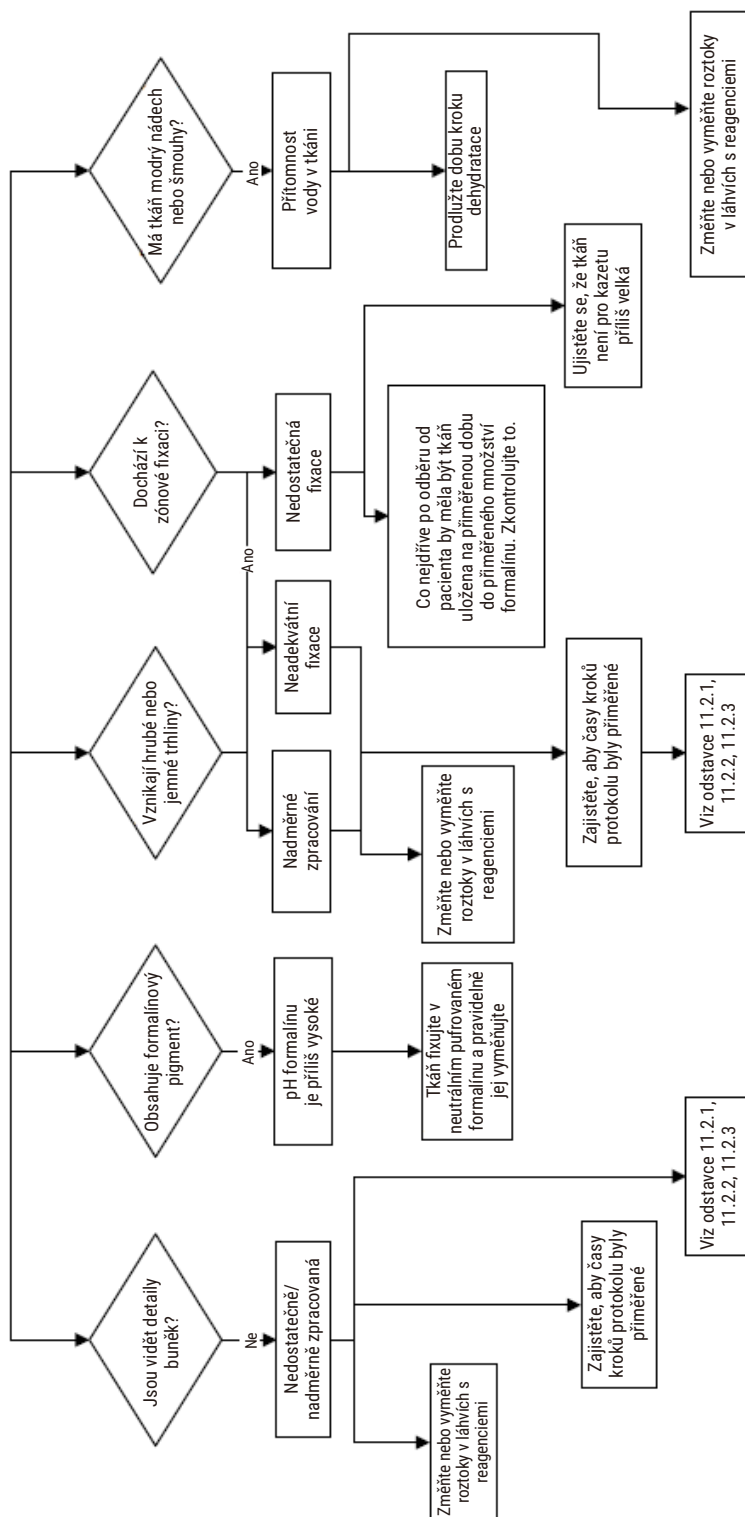 Jsou vidět detaily
buněk?
Ne
Nedostatečně/
nadměrně zpracovaná
Změňte nebo vyměňte
roztoky v láhvích s
reagenciemi
Zajistěte, aby časy
kroků protokolu byly
přiměřené
Viz odstavce 11.2.1,
11.2.2, 11.2.3
Obsahuje formalínový
pigment?
Ano
pH formalínu
je příliš vysoké
Tkáň fixujte v
neutrálním pufrovaném
formalínu a pravidelně
jej vyměňujte
Vznikají hrubé nebo
jemné trhliny?
Nadměrné
zpracování
Neadekvátní
fixace
Změňte nebo vyměňte
roztoky v láhvích s
reagenciemi
Zajistěte, aby časy kroků
protokolu byly přiměřené
Viz odstavce 11.2.1,
11.2.2, 11.2.3
Dochází k
zónové fixaci?
Ano
Nedostatečná
fixace
Co nejdříve po odběru od
pacienta by měla být tkáň
uložena na přiměřenou dobu
do přiměřeného množství
formalínu. Zkontrolujte to.
Ujistěte se, že tkáň
není pro kazetu
příliš velká
Má tkáň modrý nádech
nebo šmouhy?
Ano
Přítomnost
vody v tkáni
Prodlužte dobu kroku
dehydratace
Změňte nebo vyměňte roztoky
v láhvích s reagenciemi